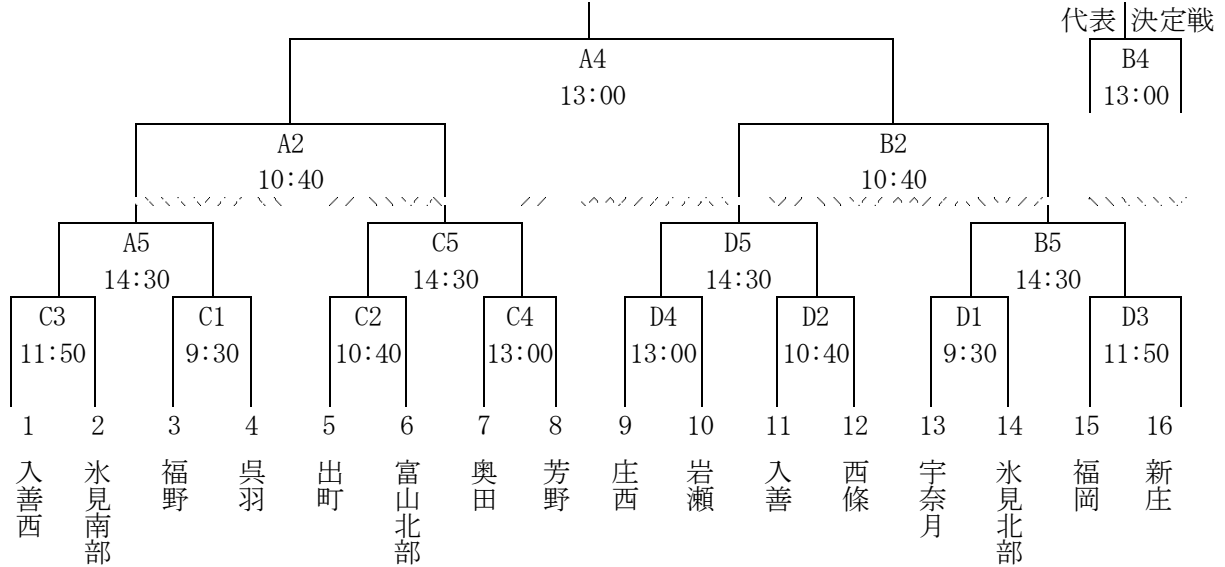 代表決定戦
A4
13:00
B4
13:00
A2
10:40
B2
10:40
A5
14:30
C5
14:30
D5
14:30
B5
14:30
C3
11:50
C1
9:30
C2
10:40
C4
13:00
D4
13:00
D2
10:40
D1
9:30
D3
11:50
1 2 3 4 5 6 7 8 9 10 11 12 13 14 15 16
入善西
氷見南部
福野
呉羽
出町
富山北部
奥田
芳野
庄西
岩瀬
入善
西條
宇奈月
氷見北部
福岡
新庄